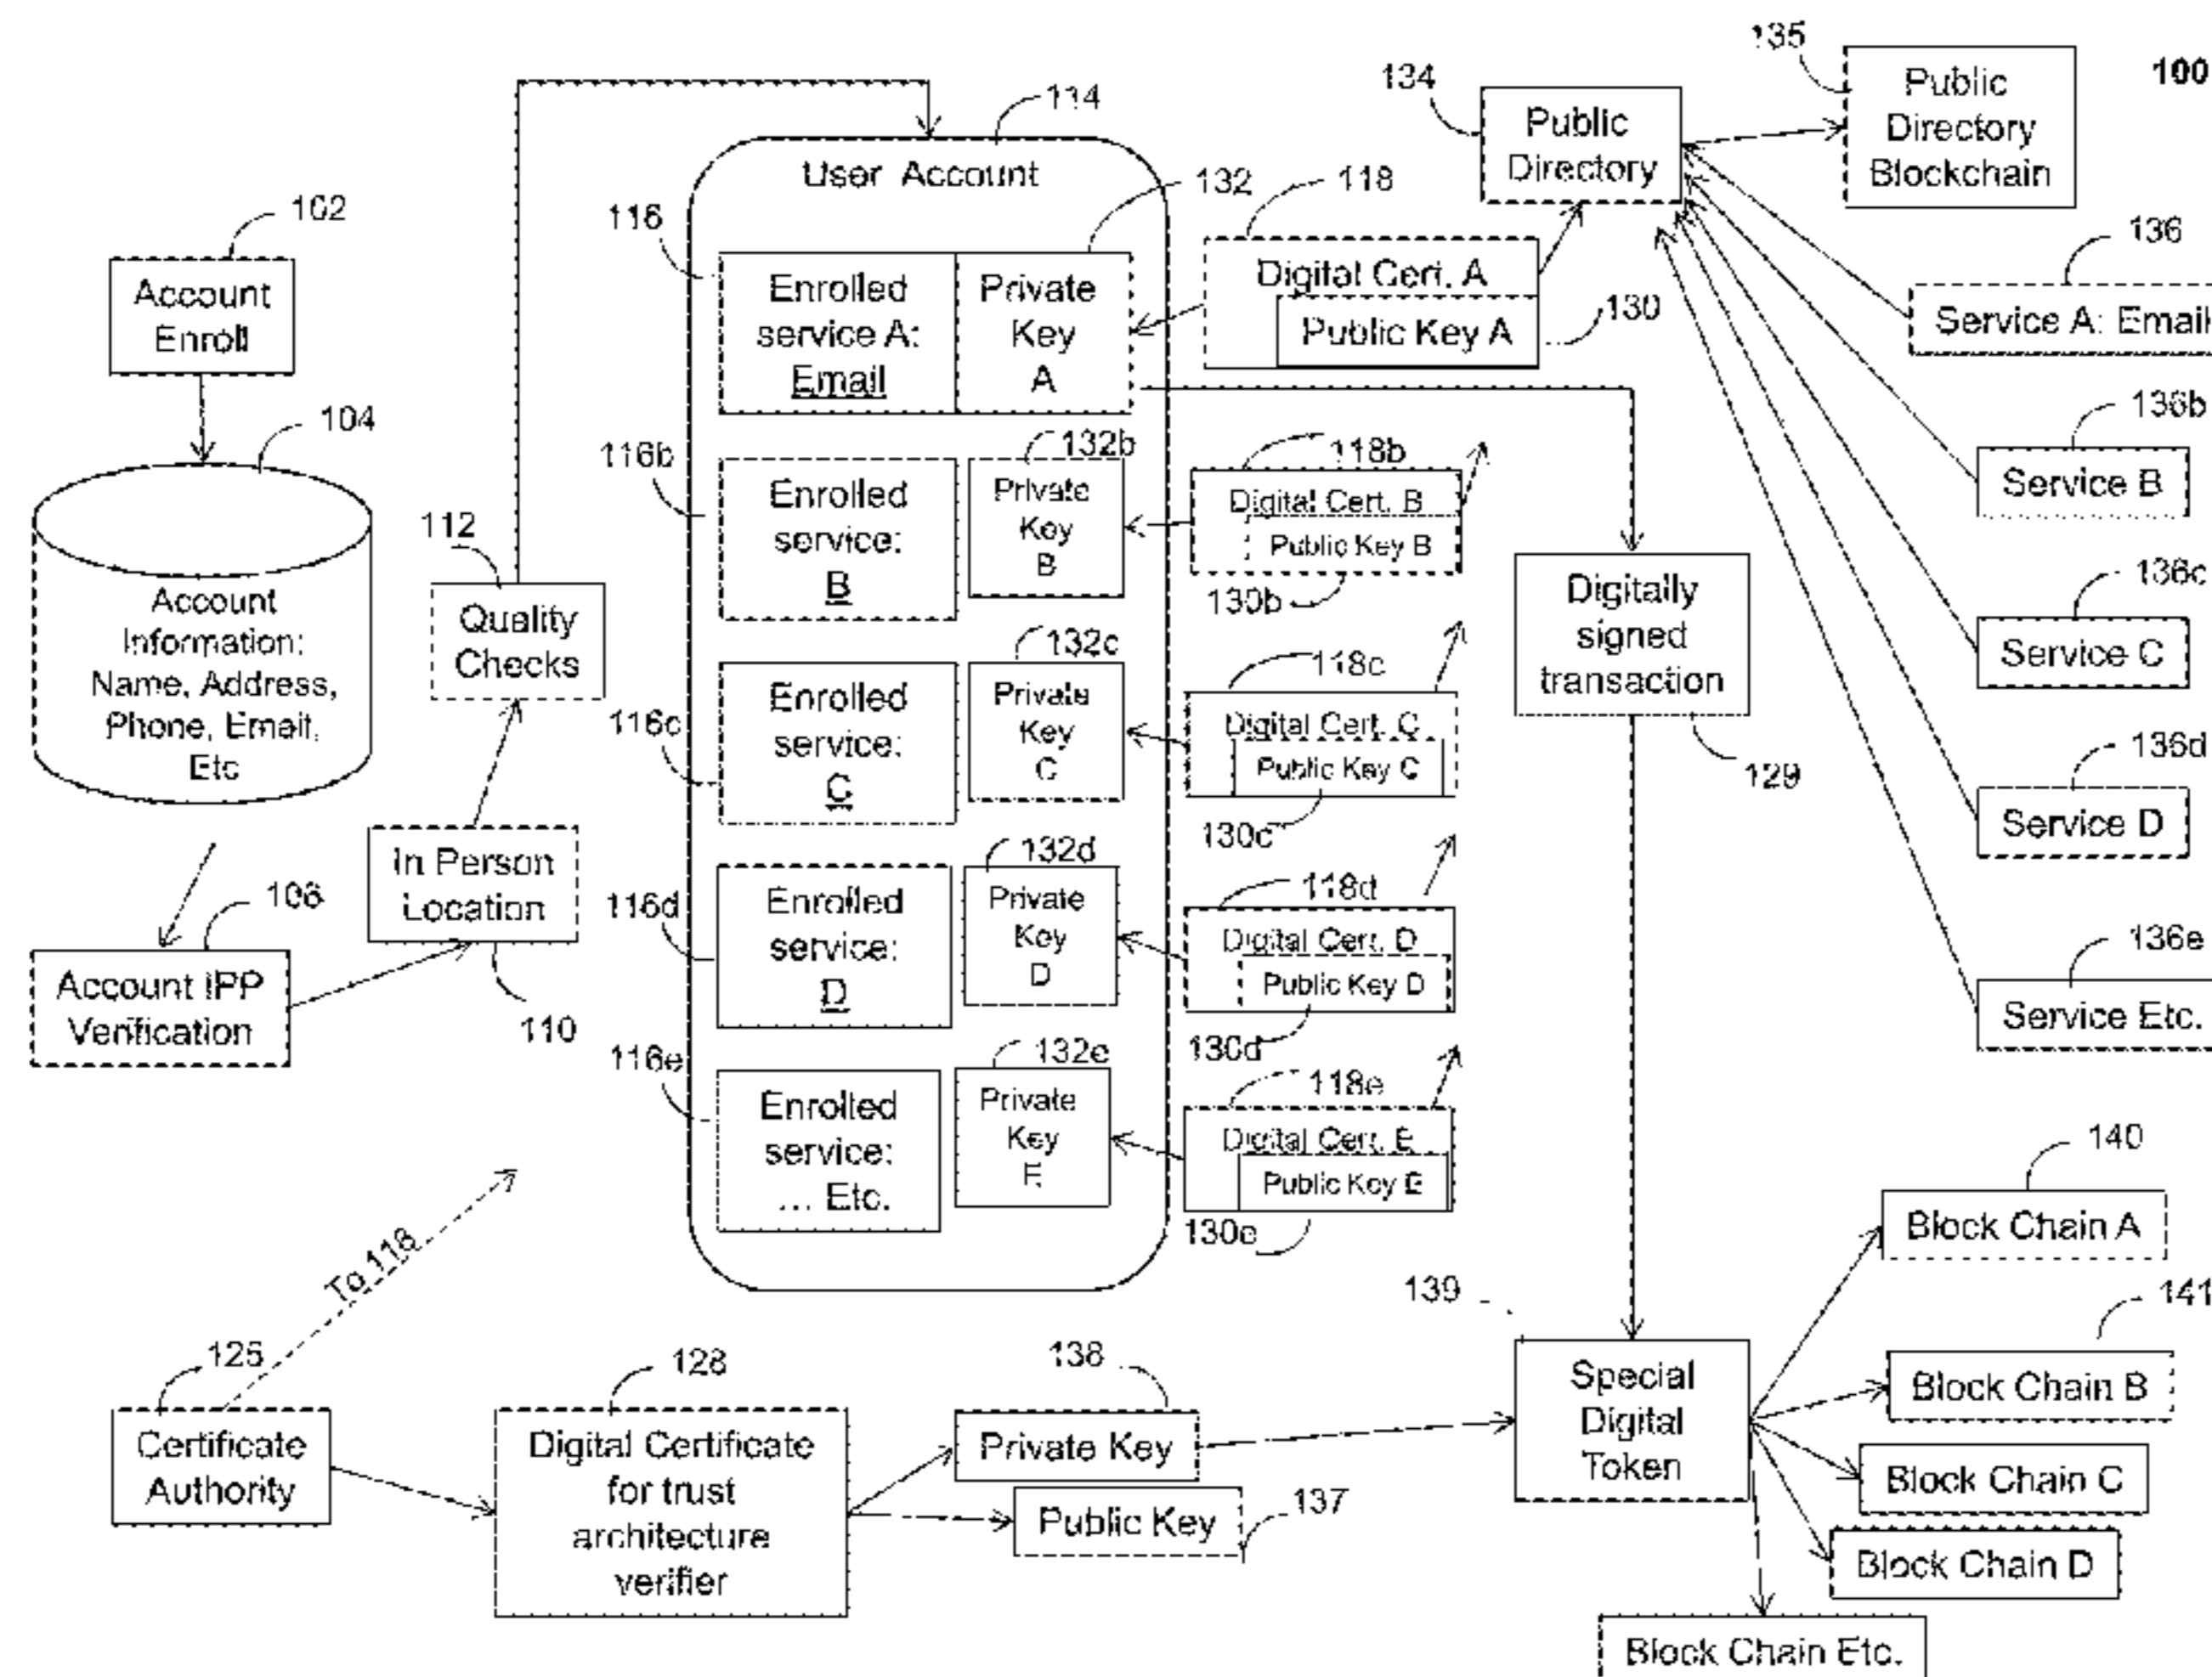 100
102
Account
Enroll
104
Account
Information:
Name, Address,
Phone, Email,
Etc
106
Account IPP
Verification
110
In Person
Location
112
Quality
Checks
114
User Account
116
Enrolled
service A:
Email
132
Private
Key
A
118
Digital Cert. A
Public Key A
130
116b
Enrolled
service:
B
132b
Private
Key
B
118b
Digital Cert. B
Public Key B
130b
116c
Enrolled
service:
C
132c
Private
Key
C
118c
Digital Cert. C
Public Key C
130c
116d
Enrolled
service:
D
132d
Private
Key
D
118d
Digital Cert. D
Public Key D
130d
116e
Enrolled
service:
... Etc.
132e
Private
Key
E
118e
Digital Cert. E
Public Key E
130e
134
Public
Directory
135
Public
Directory
Blockchain
136
Service A: Email
136b
Service B
136c
Service C
136d
Service D
136e
Service Etc.
Digitally
signed
transaction
129
To 118
Certificate
Authority
128
Digital Certificate
for trust
architecture
verifier
138
Private Key
Public Key
137
139
Special
Digital
Token
140
Block Chain A
141
Block Chain B
Block Chain C
Block Chain D
Block Chain Etc.